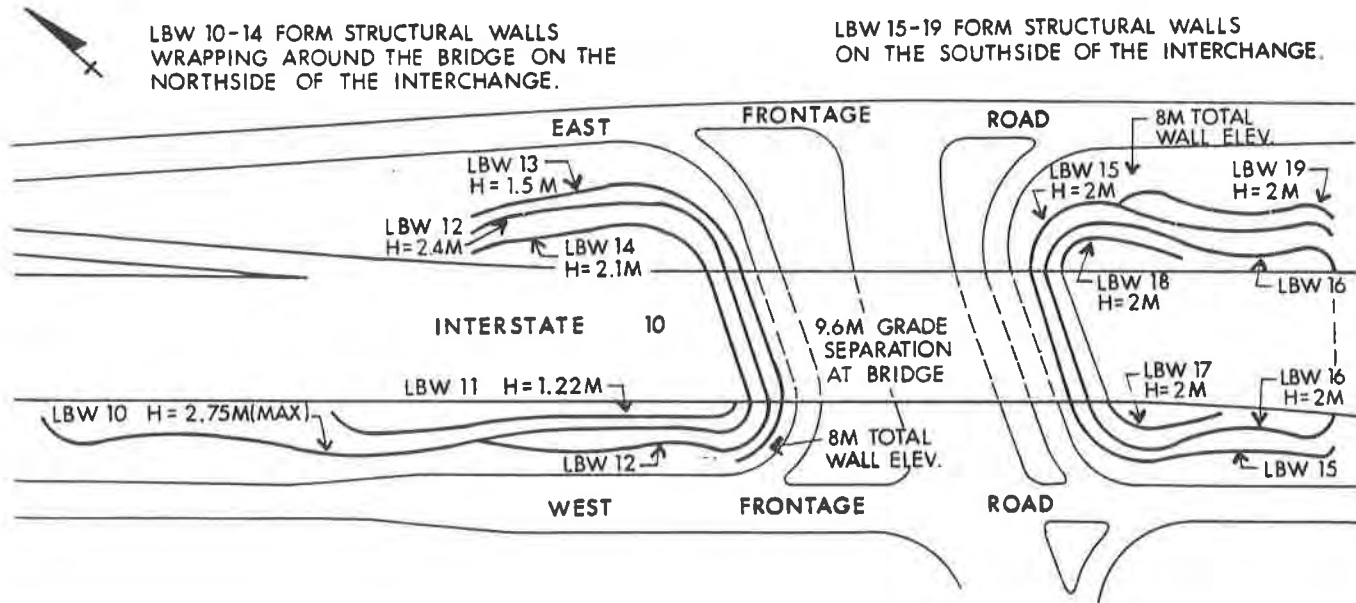 LBW 10-14 FORM STRUCTURAL WALLS
WRAPPING AROUND THE BRIDGE ON THE
NORTHSIDE OF THE INTERCHANGE.
LBW 15-19 FORM STRUCTURAL WALLS
ON THE SOUTHSIDE OF THE INTERCHANGE.
EAST FRONTAGE ROAD
8M TOTAL
WALL ELEV.
LBW 13
H = 1.5 M
LBW 15
H = 2M
LBW 19
H = 2M
LBW 12
H = 2.4M
LBW 14
H = 2.1M
LBW 18
H = 2M
LBW 16
INTERSTATE 10
9.6M GRADE
SEPARATION
AT BRIDGE
LBW 11 H = 1.22M
LBW 17
H = 2M
LBW 16
H = 2M
LBW 10 H = 2.75M(MAX)
8M TOTAL
WALL ELEV.
LBW 12
LBW 15
WEST FRONTAGE ROAD